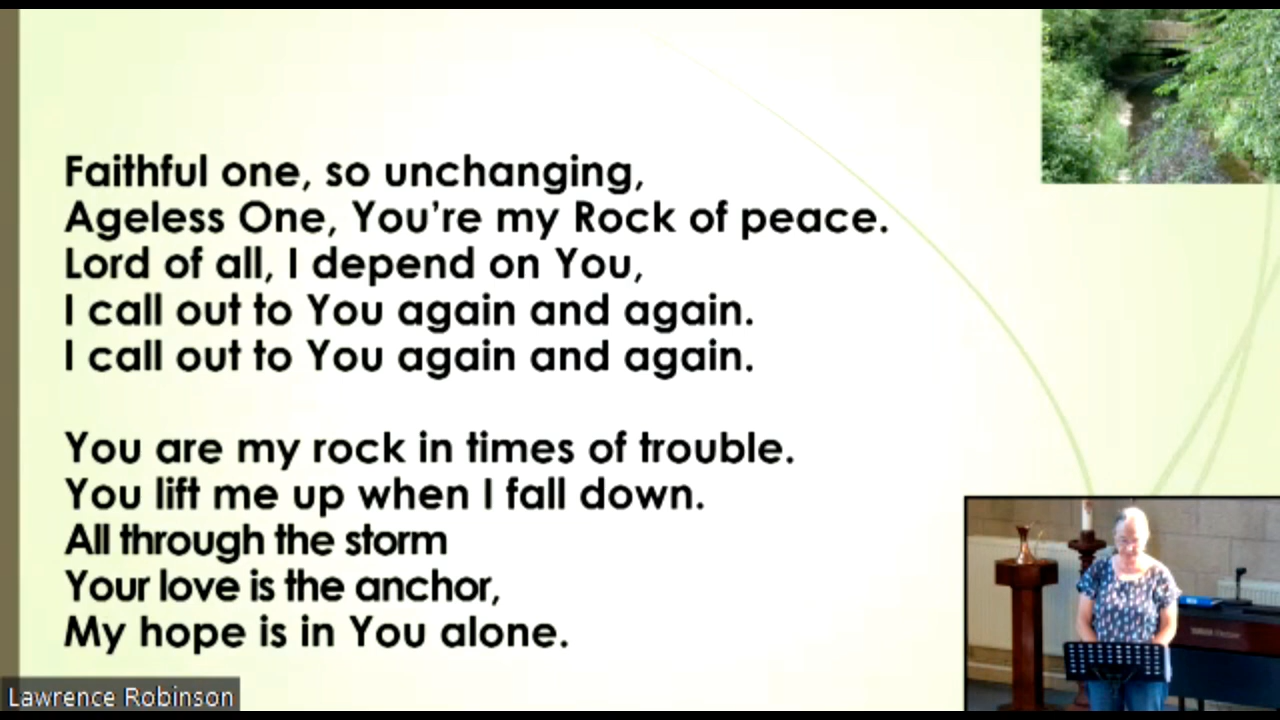 Faithful one, so unchanging,
Ageless One, You’re my Rock of peace.
Lord of all, I depend on You,
I call out to You again and again.
I call out to You again and again.
You are my rock in times of trouble.
You lift me up when I fall down.
All through the storm
Your love is the anchor,
My hope is in You alone.
Lawrence Robinson